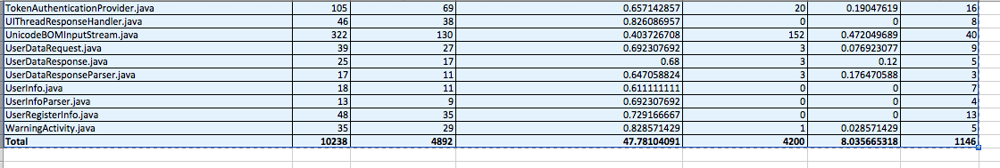 TokenAuthenticationProvider.java 105 69 0.657142857 20 0.19047619 16
UIThreadResponseHandler.java 46 38 0.826086957 0 0 8
UnicodeBOMInputStream.java 322 130 0.403726708 152 0.472049689 40
UserDataRequest.java 39 27 0.692307692 3 0.076923077 9
UserDataResponse.java 25 17 0.68 3 0.12 5
UserDataResponseParser.java 17 11 0.647058824 3 0.176470588 3
UserInfo.java 18 11 0.611111111 0 0 7
UserInfoParser.java 13 9 0.692307692 0 0 4
UserRegisterInfo.java 48 35 0.729166667 0 0 13
WarningActivity.java 35 29 0.828571429 1 0.028571429 5
Total 10238 4892 47.78104091 4200 8.035665318 1146